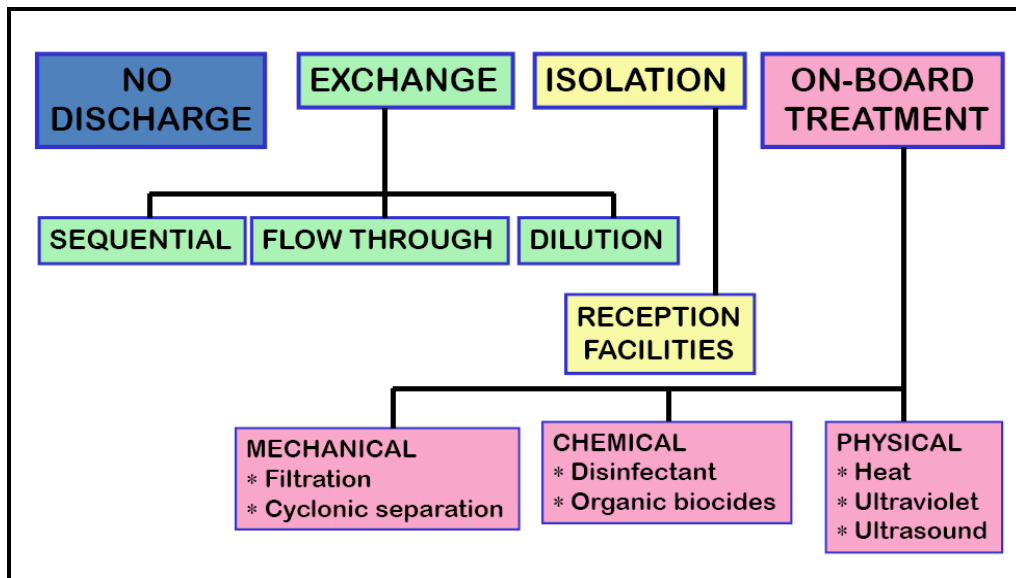 NO
DISCHARGE
EXCHANGE
ISOLATION
ON-BOARD
TREATMENT
SEQUENTIAL
FLOW THROUGH
DILUTION
RECEPTION
FACILITIES
MECHANICAL
* Filtration
* Cyclonic separation
CHEMICAL
* Disinfectant
* Organic biocides
PHYSICAL
* Heat
* Ultraviolet
* Ultrasound